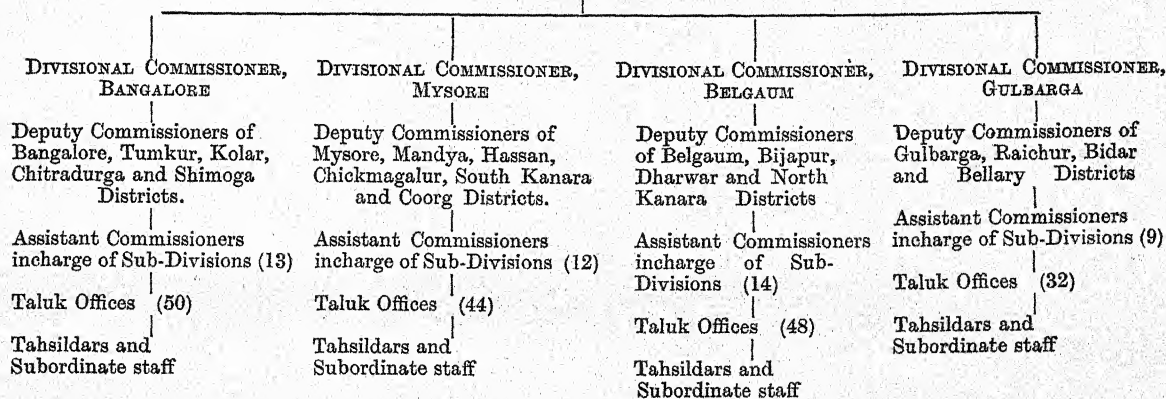 DIVISIONAL COMMISSIONER,
BANGALORE
Deputy Commissioners of
Bangalore, Tumkur, Kolar,
Chitradurga and Shimoga
Districts.
Assistant Commissioners
incharge of Sub-Divisions (13)
Taluk Offices (50)
Tahsildars and
Subordinate staff
DIVISIONAL COMMISSIONER,
MYSORE
Deputy Commissioners of
Mysore, Mandya, Hassan,
Chickmagalur, South Kanara
and Coorg Districts.
Assistant Commissioners
incharge of Sub-Divisions (12)
Taluk Offices (44)
Tahsildars and
Subordinate staff
DIVISIONAL COMMISSIONER,
BELGAUM
Deputy Commissioners
of Belgaum, Bijapur,
Dharwar and North
Kanara Districts
Assistant Commissioners
incharge of Sub-
Divisions (14)
Taluk Offices (48)
Tahsildars and
Subordinate staff
DIVISIONAL COMMISSIONER,
GULBARGA
Deputy Commissioners of
Gulbarga, Raichur, Bidar
and Bellary Districts
Assistant Commissioners
incharge of Sub-Divisions (9)
Taluk Offices (32)
Tahsildars and
Subordinate staff